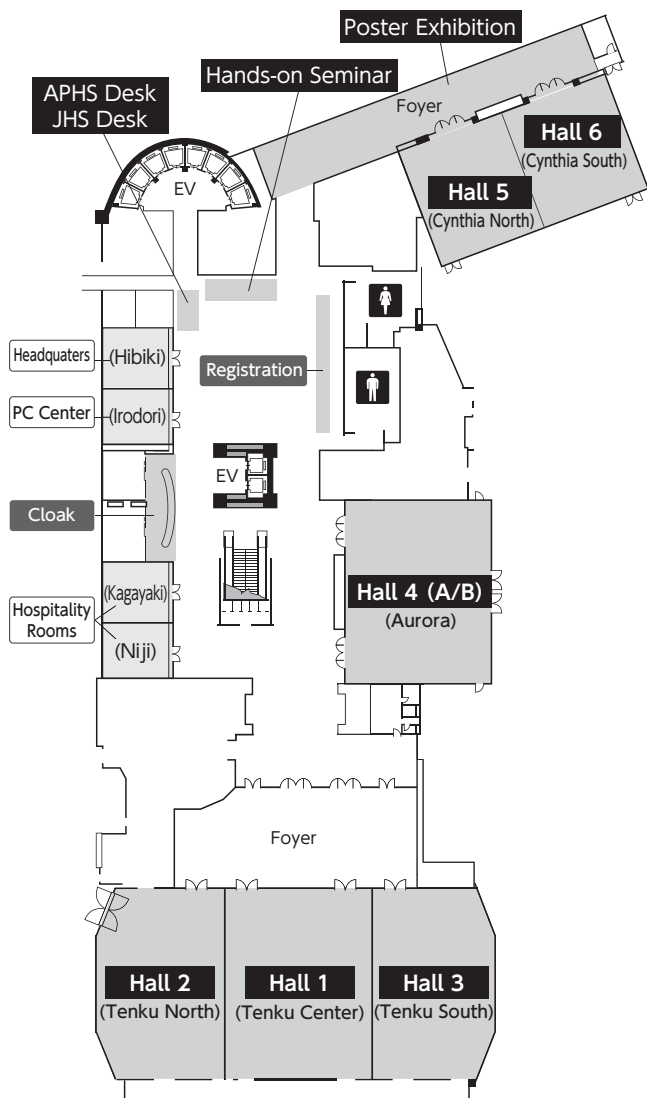 Poster Exhibition
Hands-on Seminar
APHS Desk
JHS Desk
Foyer
Hall 6
(Cynthia South)
Hall 5
(Cynthia North)
EV
Headquaters
(Hibiki)
Registration
PC Center
(Irodori)
EV
Cloak
Hall 4 (A/B)
(Aurora)
Hospitality
Rooms
(Kagayaki)
(Niji)
Foyer
Hall 2
(Tenku North)
Hall 1
(Tenku Center)
Hall 3
(Tenku South)